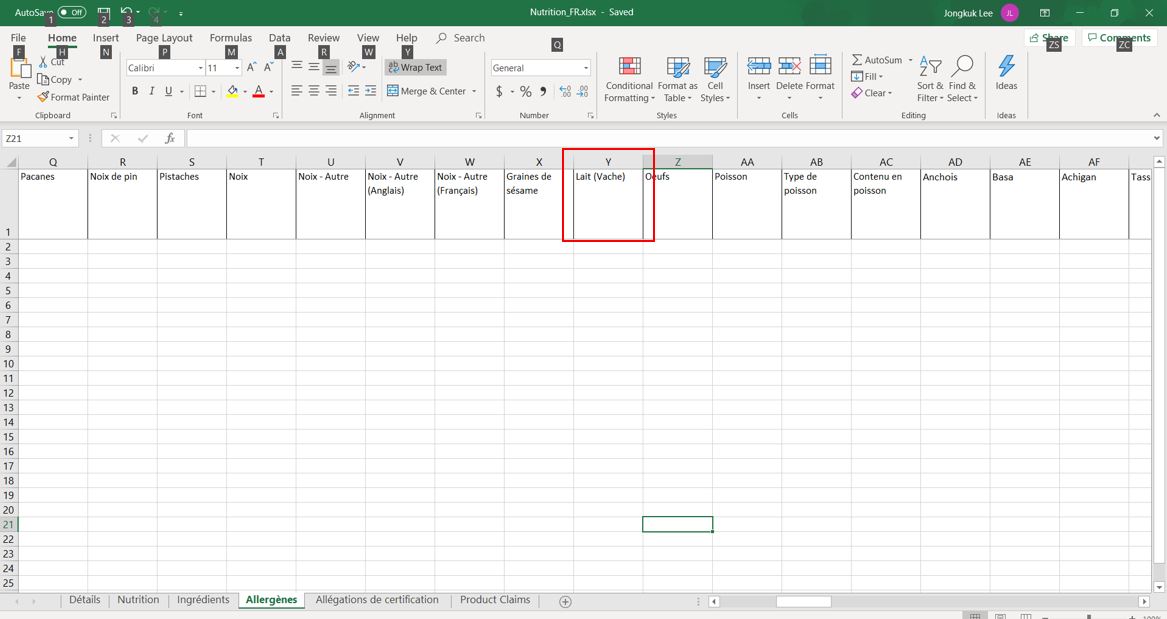 AutoSave Off Nutrition_FR.xlsx - Saved Jongkuk Lee JL
1 2 3 4
File Home Insert Page Layout Formulas Data Review View Help Search Share Comments
F H N P M A R W Y Q ZS ZC
Cut
Copy
Format Painter
Paste
Clipboard
Calibri 11 A A
B I U A
Font
ab Wrap Text
Merge & Center
Alignment
General
$ % 9
Number
Conditional Formatting
Format as Table
Cell Styles
Styles
Insert Delete Format
Cells
AutoSum
Fill
Clear
Sort & Filter
Find & Select
Editing
Ideas
Ideas
Z21 fx
Q R S T U V W X Y Z AA AB AC AD AE AF
1 Pacanes Noix de pin Pistaches Noix Noix - Autre Noix - Autre (Anglais) Noix - Autre (Français) Graines de sésame Lait (Vache) Oeufs Poisson Type de poisson Contenu en poisson Anchois Basa Achigan Tass
2
3
4
5
6
7
8
9
10
11
12
13
14
15
16
17
18
19
20
21
22
23
24
25
Détails Nutrition Ingrédients Allergènes Allégations de certification Product Claims
100%